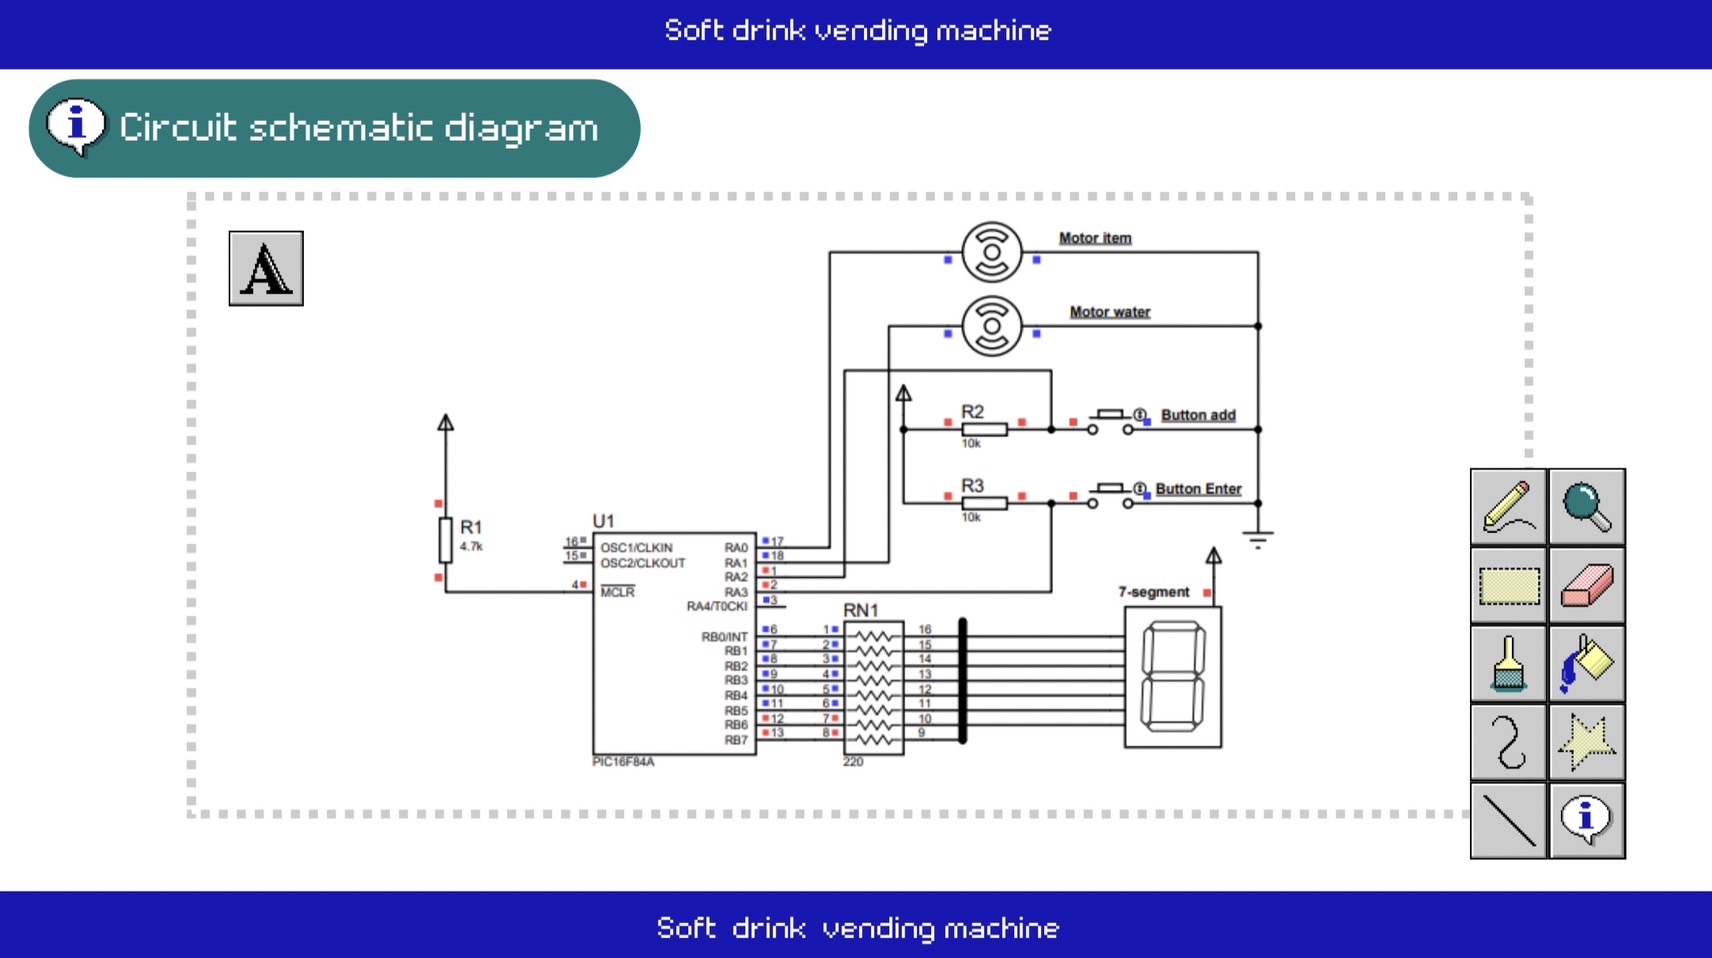 Soft drink vending machine
Circuit schematic diagram
A
Motor item
Motor water
R2
10k
Button add
R3
10k
Button Enter
R1
4.7k
U1
16 OSC1/CLKIN
15 OSC2/CLKOUT
4 MCLR
RA0 17
RA1 18
RA2 1
RA3 2
RA4/T0CKI 3
RB0/INT 6
RB1 7
RB2 8
RB3 9
RB4 10
RB5 11
RB6 12
RB7 13
PIC16F84A
RN1
1 16
2 15
3 14
4 13
5 12
6 11
7 10
8 9
220
7-segment
Soft drink vending machine